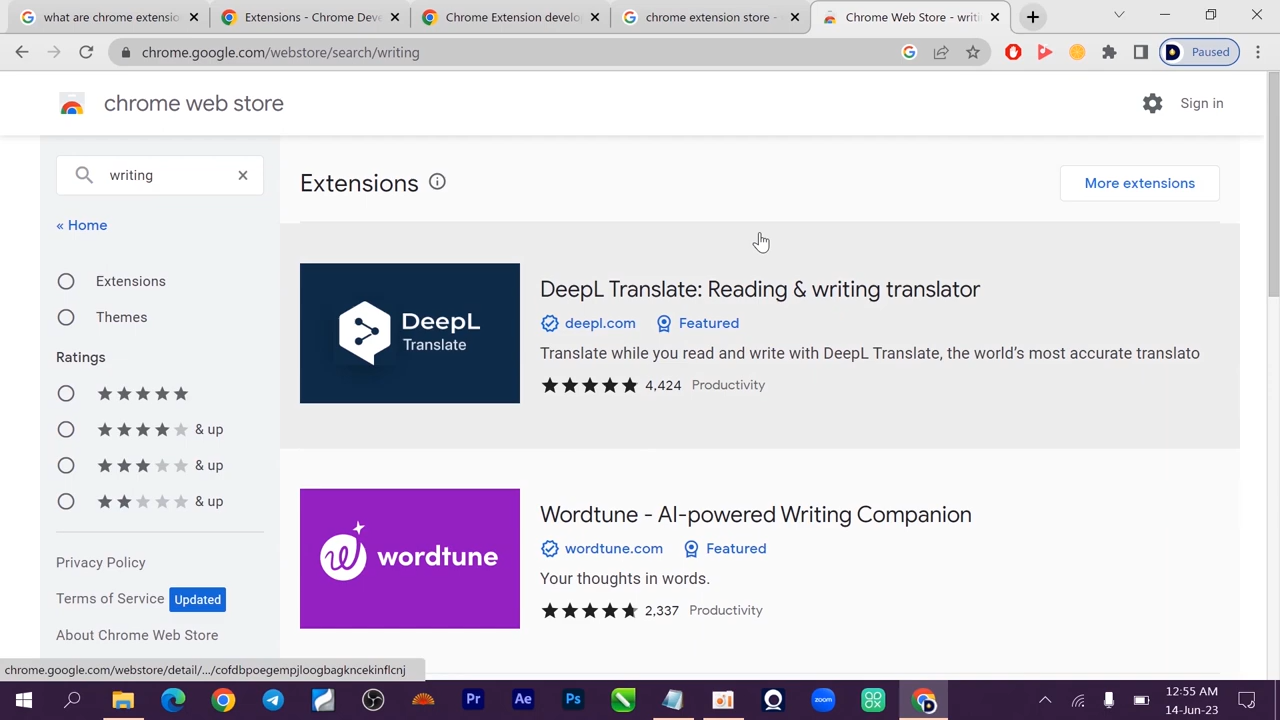 what are chrome extensio
Extensions - Chrome Deve
Chrome Extension develo
chrome extension store -
Chrome Web Store - writi
chrome.google.com/webstore/search/writing
Paused
chrome web store
Sign in
writing
« Home
Extensions
Themes
Ratings
& up
& up
& up
Privacy Policy
Terms of Service Updated
About Chrome Web Store
Extensions
More extensions
DeepL
Translate
DeepL Translate: Reading & writing translator
deepl.com Featured
Translate while you read and write with DeepL Translate, the world's most accurate translato
4,424 Productivity
wordtune
Wordtune - AI-powered Writing Companion
wordtune.com Featured
Your thoughts in words.
2,337 Productivity
chrome.google.com/webstore/detail/.../cofdbpoegempjloogbagkncekinflcnj
Pr
Ae
Ps
zoom
12:55 AM
14-Jun-23